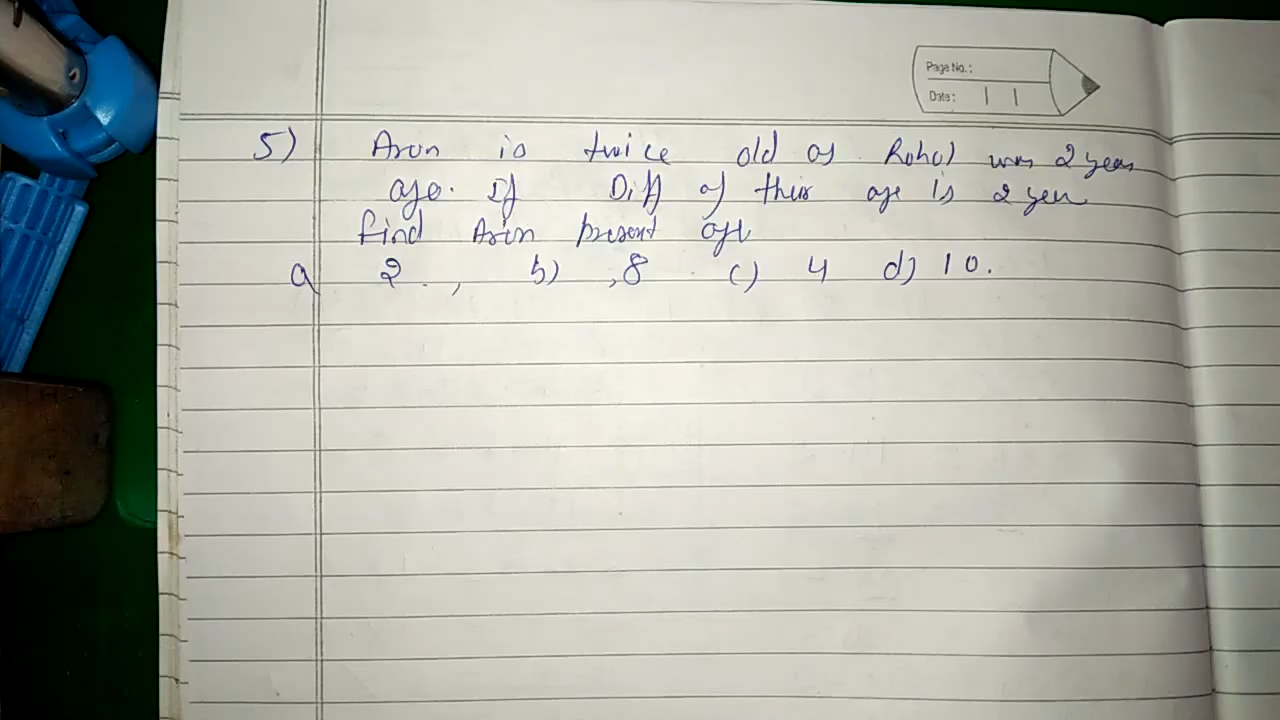 Page No.:
Date:
5) Arun is twice old as Rahul was 2 years
ago. If Diff of their age is 2 year
find Arun present age
a 2 , b) , 8 c) 4 d) 10.